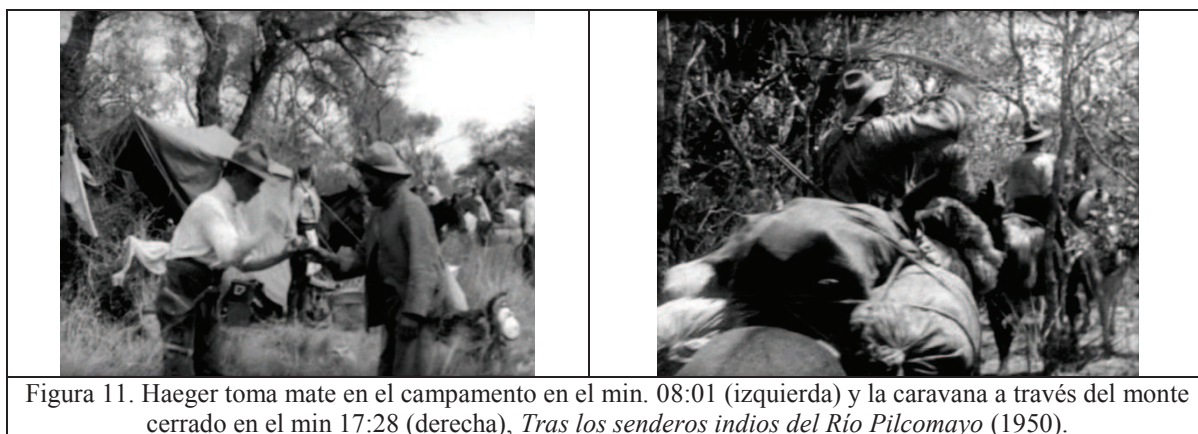 Figura 11. Haeger toma mate en el campamento en el min. 08:01 (izquierda) y la caravana a través del monte
cerrado en el min 17:28 (derecha), Tras los senderos indios del Río Pilcomayo (1950).